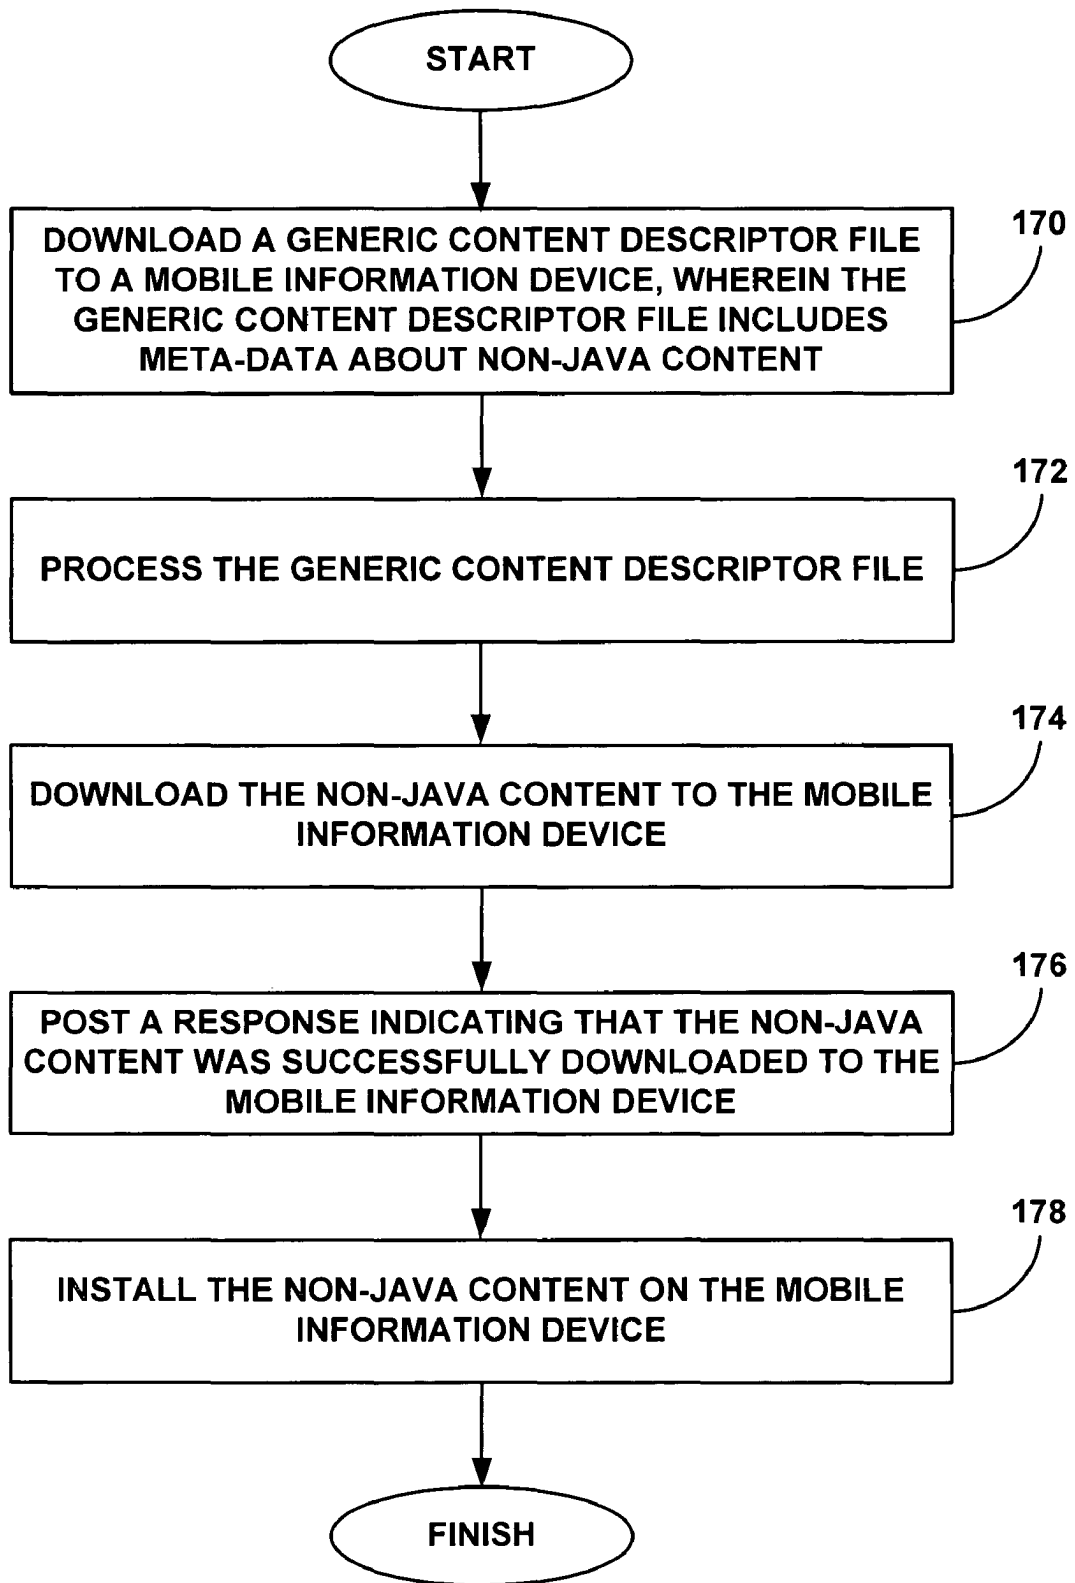 START
DOWNLOAD A GENERIC CONTENT DESCRIPTOR FILE
TO A MOBILE INFORMATION DEVICE, WHEREIN THE
GENERIC CONTENT DESCRIPTOR FILE INCLUDES
META-DATA ABOUT NON-JAVA CONTENT
170
PROCESS THE GENERIC CONTENT DESCRIPTOR FILE
172
DOWNLOAD THE NON-JAVA CONTENT TO THE MOBILE
INFORMATION DEVICE
174
POST A RESPONSE INDICATING THAT THE NON-JAVA
CONTENT WAS SUCCESSFULLY DOWNLOADED TO THE
MOBILE INFORMATION DEVICE
176
INSTALL THE NON-JAVA CONTENT ON THE MOBILE
INFORMATION DEVICE
178
FINISH